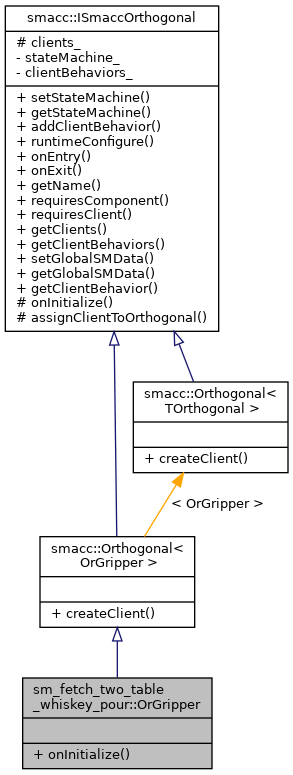 smacc::ISmaccOrthogonal
# clients_
- stateMachine_
- clientBehaviors_
+ setStateMachine()
+ getStateMachine()
+ addClientBehavior()
+ runtimeConfigure()
+ onEntry()
+ onExit()
+ getName()
+ requiresComponent()
+ requiresClient()
+ getClients()
+ getClientBehaviors()
+ setGlobalSMData()
+ getGlobalSMData()
+ getClientBehavior()
# onInitialize()
# assignClientToOrthogonal()
smacc::Orthogonal<
TOrthogonal >
+ createClient()
< OrGripper >
smacc::Orthogonal<
OrGripper >
+ createClient()
sm_fetch_two_table
_whiskey_pour::OrGripper
+ onInitialize()